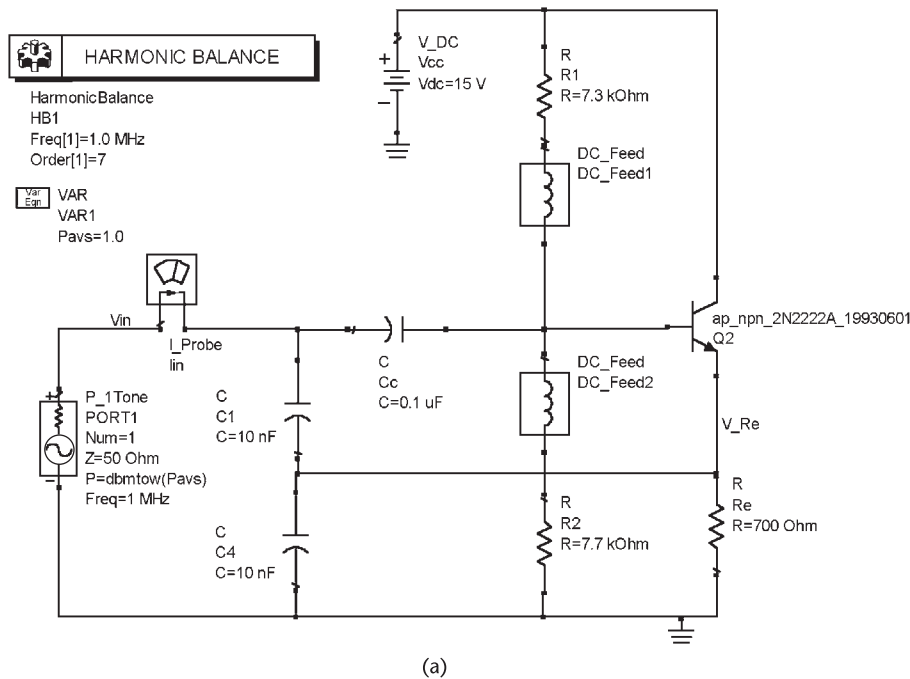 HARMONIC BALANCE
HarmonicBalance
HB1
Freq[1]=1.0 MHz
Order[1]=7
Var
Eqn
VAR
VAR1
Pavs=1.0
+
V_DC
Vcc
Vdc=15 V
−
R
R1
R=7.3 kOhm
DC_Feed
DC_Feed1
Vin
I_Probe
Iin
C
Cc
C=0.1 uF
ap_npn_2N2222A_19930601
Q2
DC_Feed
DC_Feed2
+
P_1Tone
PORT1
Num=1
Z=50 Ohm
P=dbmtow(Pavs)
Freq=1 MHz
−
C
C1
C=10 nF
V_Re
C
C4
C=10 nF
R
R2
R=7.7 kOhm
R
Re
R=700 Ohm
(a)